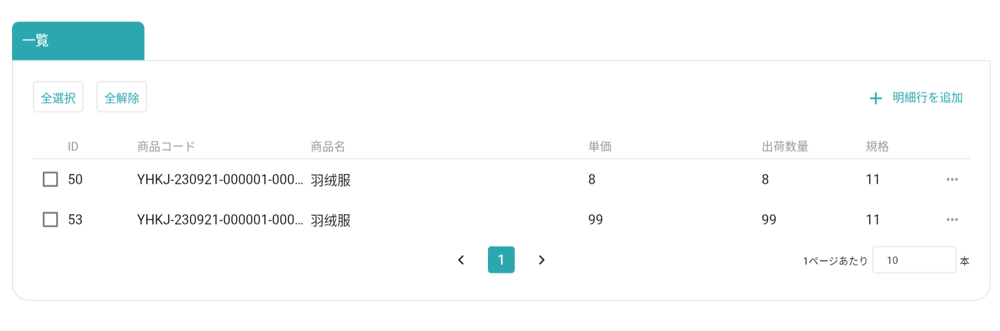 一覧
全選択 全解除 + 明細行を追加
ID 商品コード 商品名 単価 出荷数量 規格
50 YHKJ-230921-000001-000... 羽绒服 8 8 11 ...
53 YHKJ-230921-000001-000... 羽绒服 99 99 11 ...
< 1 > 1ページあたり 10 本